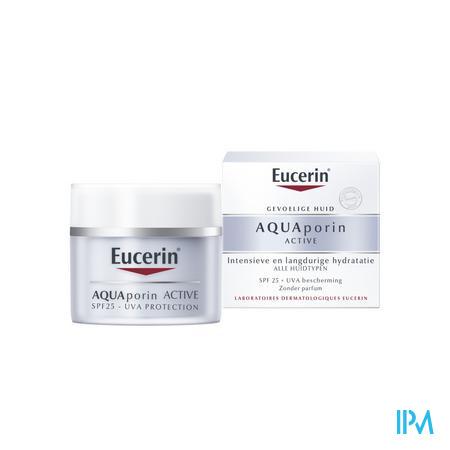 Eucerin®
AQUAporin ACTIVE
SPF25 - UVA PROTECTION
Eucerin®
GEVOELIGE HUID
AQUAporin
ACTIVE
Intensieve en langdurige hydratatie
ALLE HUIDTYPEN
SPF 25 + UVA bescherming
Zonder parfum
LABORATOIRES DERMATOLOGIQUES EUCERIN
IPM